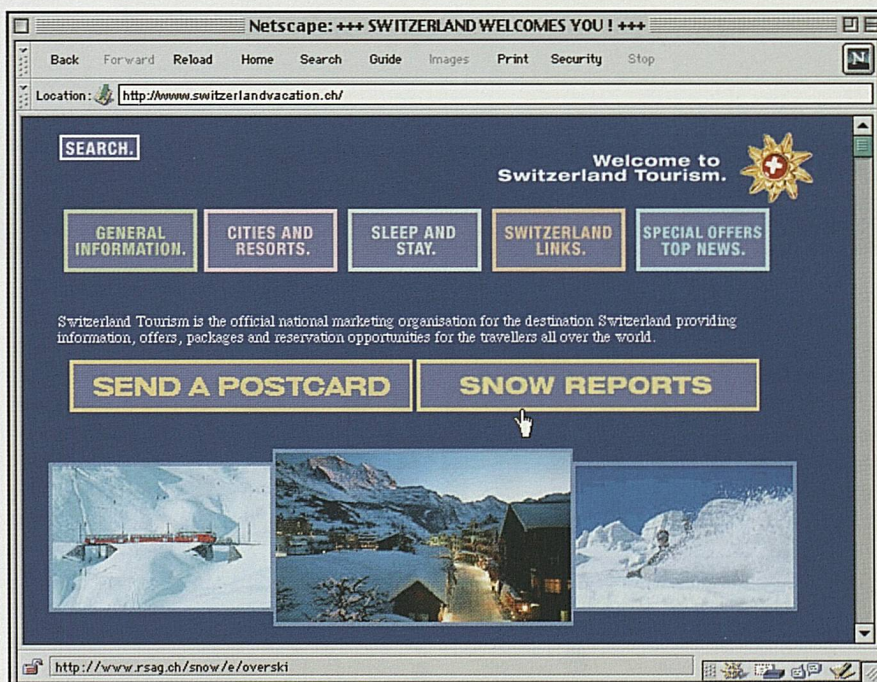 Netscape: +++ SWITZERLAND WELCOMES YOU ! +++
Back Forward Reload Home Search Guide Images Print Security Stop
N
Location: http://www.switzerlandvacation.ch/
SEARCH.
Welcome to
Switzerland Tourism.
GENERAL
INFORMATION.
CITIES AND
RESORTS.
SLEEP AND
STAY.
SWITZERLAND
LINKS.
SPECIAL OFFERS
TOP NEWS.
Switzerland Tourism is the official national marketing organisation for the destination Switzerland providing
information, offers, packages and reservation opportunities for the travellers all over the world.
SEND A POSTCARD
SNOW REPORTS
http://www.rsag.ch/snow/e/overski